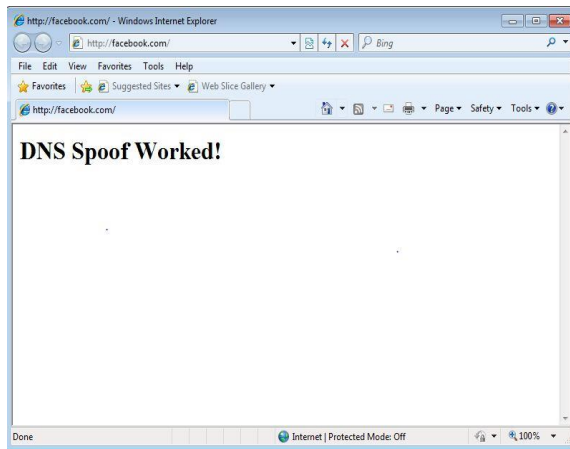 http://facebook.com/ - Windows Internet Explorer
http://facebook.com/ Bing
File Edit View Favorites Tools Help
Favorites Suggested Sites Web Slice Gallery
http://facebook.com/ Page Safety Tools
DNS Spoof Worked!
Done Internet | Protected Mode: Off 100%